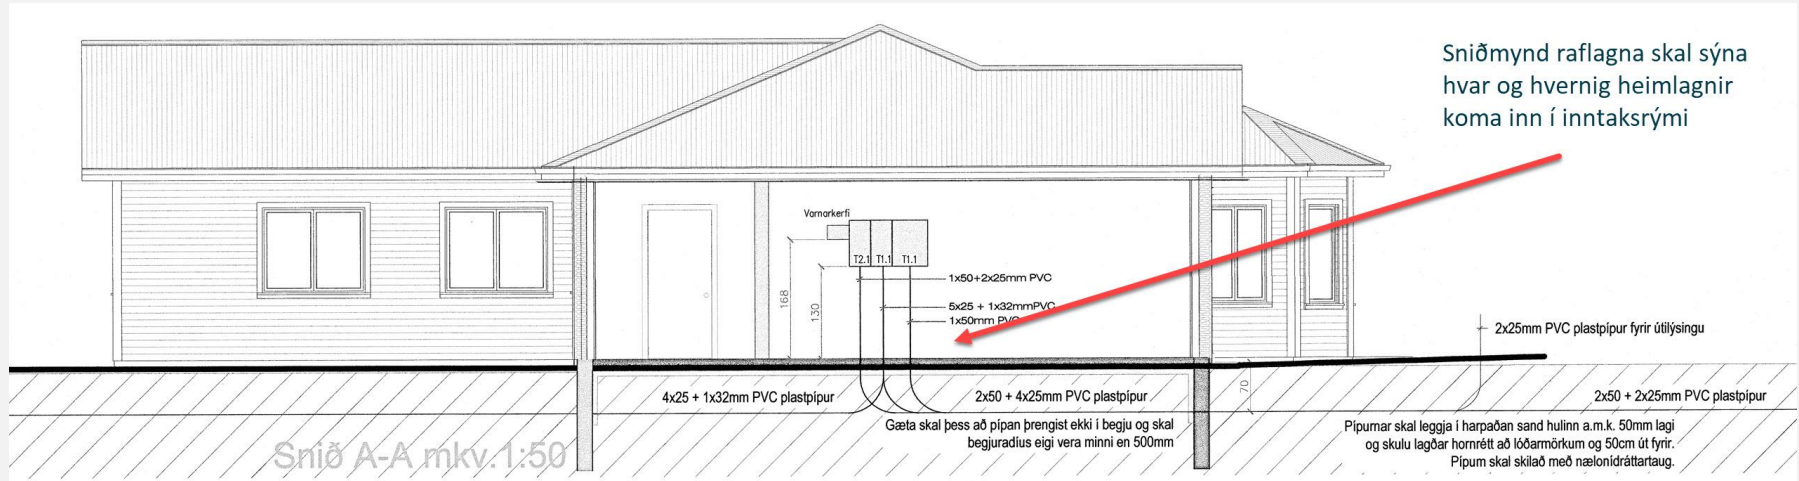 Sniðmynd raflagna skal sýna
hvar og hvernig heimlagnir
koma inn í inntaksrými
Varnarkerfi
T2.1 T1.1 T1.1
1x50+2x25mm PVC
168
130
5x25 + 1x32mmPVC
1x50mm PVC
2x25mm PVC plastpípur fyrir útilýsingu
70
4x25 + 1x32mm PVC plastpípur
2x50 + 4x25mm PVC plastpípur
2x50 + 2x25mm PVC plastpípur
Gæta skal þess að pípan þrengist ekki í begju og skal
begjuradíus eigi vera minni en 500mm
Pípurnar skal leggja í harpaðan sand hulinn a.m.k. 50mm lagi
og skulu lagðar hornrétt að lóðarmörkum og 50cm út fyrir.
Pípum skal skilað með nælonídráttartaug.
Snið A-A mkv.1:50